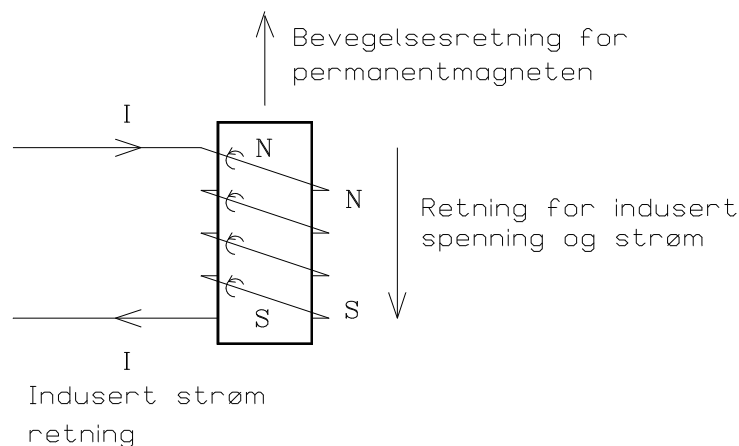 Bevegelsesretning for
permanentmagneten
I
N
N
Retning for indusert
spenning og strøm
S
S
I
Indusert strøm
retning